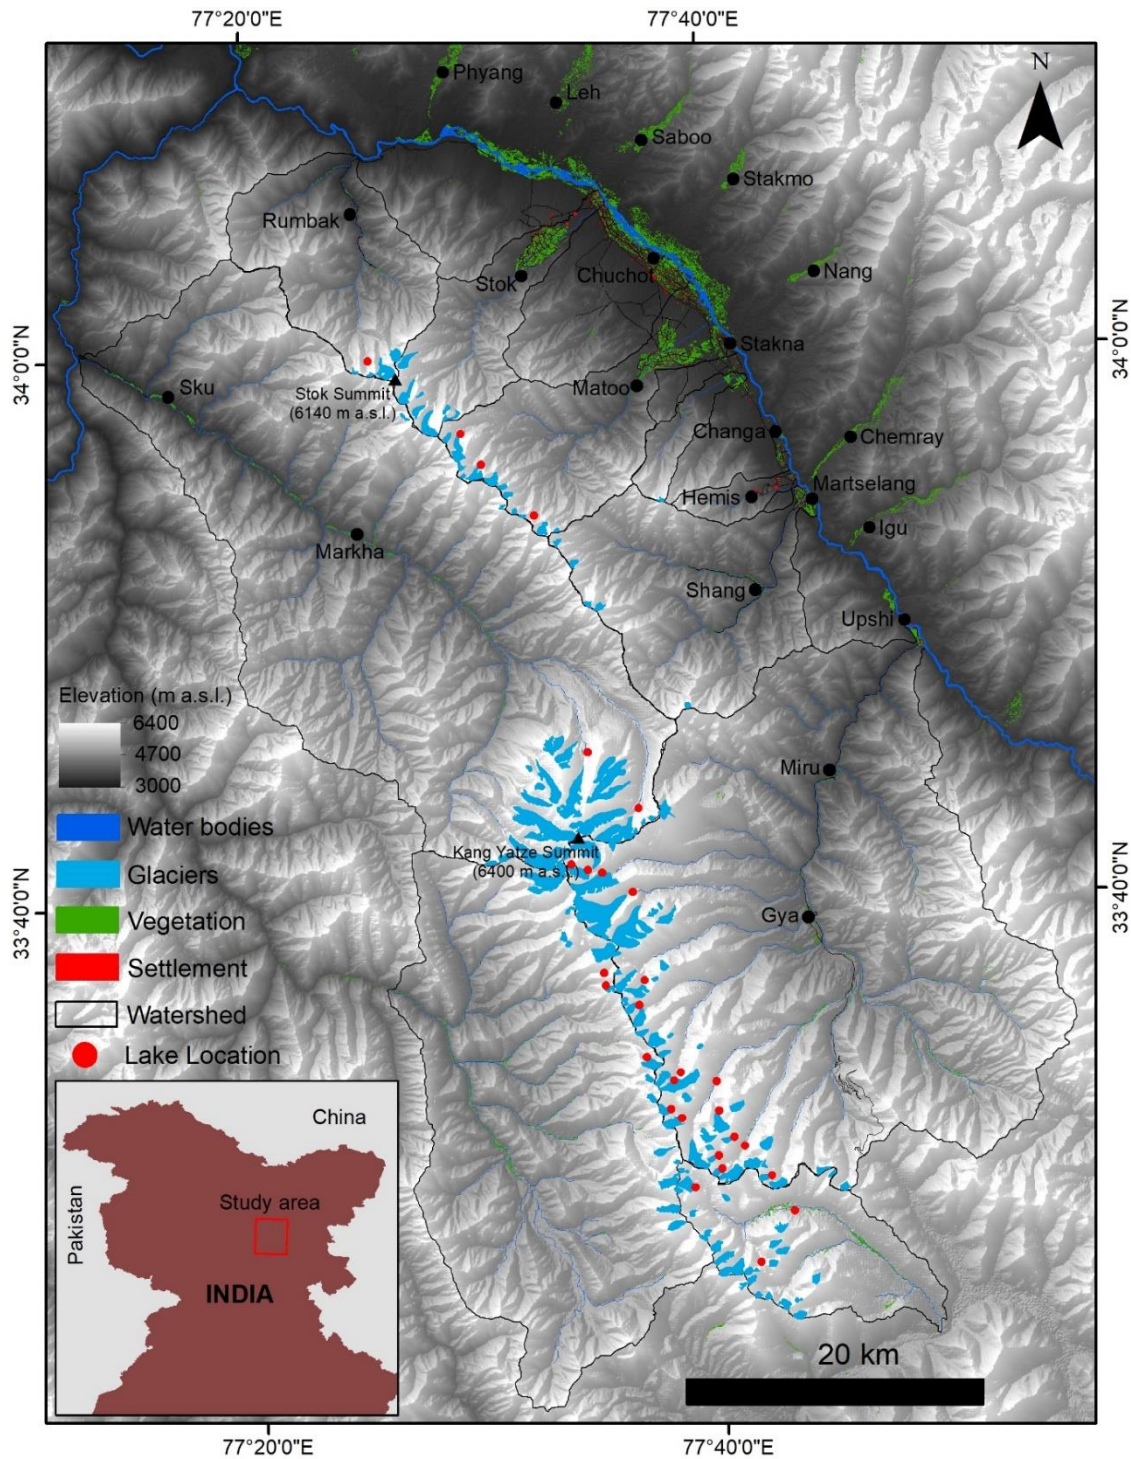 77°20'0"E
77°40'0"E
N
Phyang
Leh
Saboo
Stakmo
Rumbak
Nang
Stok
Chuchot
34°0'0"N
34°0'0"N
Stakna
Sku
Stok Summit
(6140 m a.s.l.)
Matoo
Changa
Chemray
Hemis
Martselang
Igu
Markha
Shang
Upshi
Elevation (m a.s.l.)
6400
4700
3000
Miru
Water bodies
Kang Yatze Summit
(6400 m a.s.l.)
Glaciers
33°40'0"N
33°40'0"N
Vegetation
Gya
Settlement
Watershed
Lake Location
China
Pakistan
Study area
INDIA
20 km
77°20'0"E
77°40'0"E